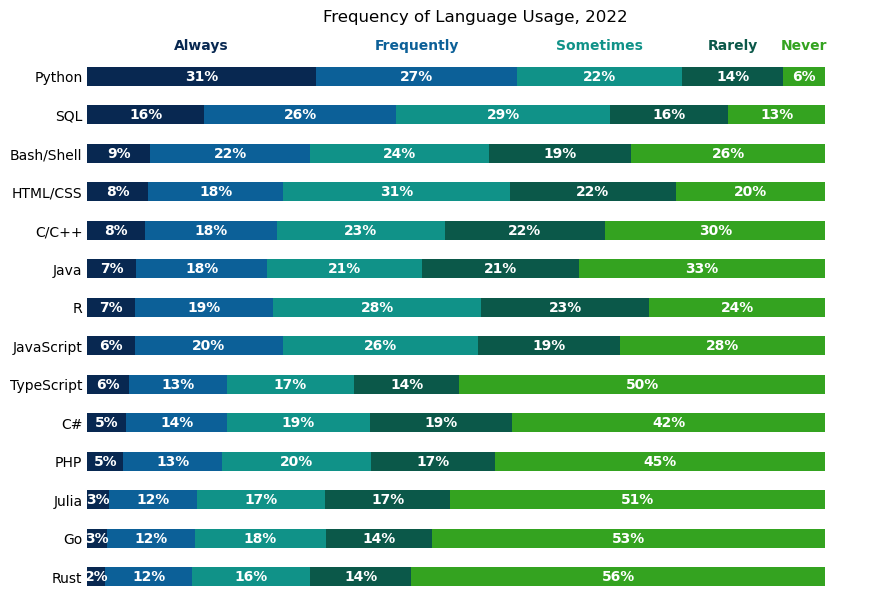 Frequency of Language Usage, 2022
Always Frequently Sometimes Rarely Never
Python 31% 27% 22% 14% 6%
SQL 16% 26% 29% 16% 13%
Bash/Shell 9% 22% 24% 19% 26%
HTML/CSS 8% 18% 31% 22% 20%
C/C++ 8% 18% 23% 22% 30%
Java 7% 18% 21% 21% 33%
R 7% 19% 28% 23% 24%
JavaScript 6% 20% 26% 19% 28%
TypeScript 6% 13% 17% 14% 50%
C# 5% 14% 19% 19% 42%
PHP 5% 13% 20% 17% 45%
Julia 3% 12% 17% 17% 51%
Go 3% 12% 18% 14% 53%
Rust 2% 12% 16% 14% 56%